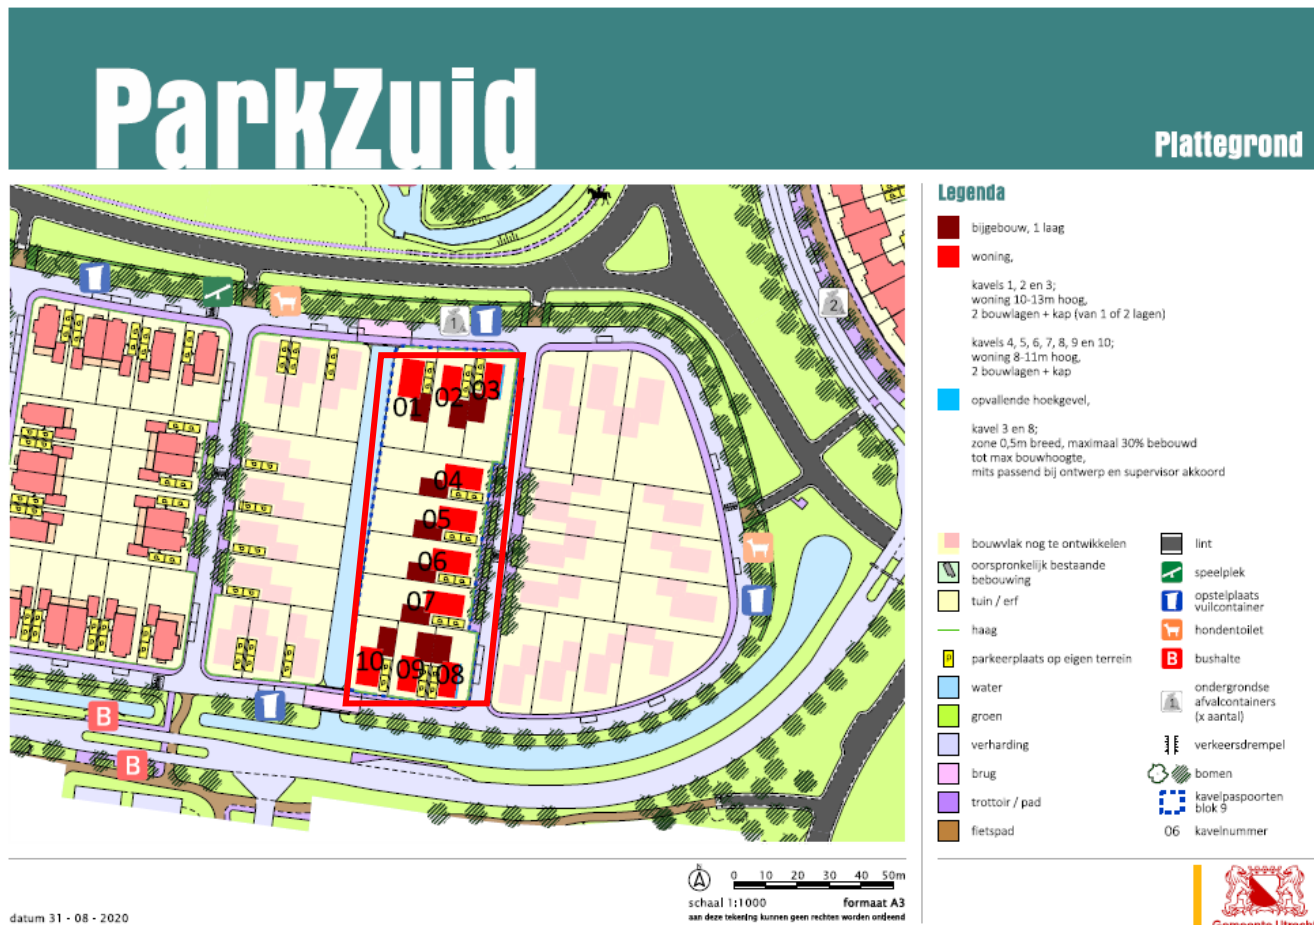 ParkZuid
Plattegrond
Legenda
bijgebouw, 1 laag
woning,
kavels 1, 2 en 3;
woning 10-13m hoog,
2 bouwlagen + kap (van 1 of 2 lagen)
kavels 4, 5, 6, 7, 8, 9 en 10;
woning 8-11m hoog,
2 bouwlagen + kap
opvallende hoekgevel,
kavel 3 en 8;
zone 0,5m breed, maximaal 30% bebouwd
tot max bouwhoogte,
mits passend bij ontwerp en supervisor akkoord
bouwvlak nog te ontwikkelen
oorspronkelijk bestaande
bebouwing
tuin / erf
haag
P
parkeerplaats op eigen terrein
water
groen
verharding
brug
trottoir / pad
fietspad
lint
speelplek
opstelplaats
vuilcontainer
hondentoilet
B
bushalte
1
ondergrondse
afvalcontainers
(x aantal)
verkeersdrempel
bomen
kavelpaspoorten
blok 9
06
kavelnummer
1
2
01
02
03
04
05
06
07
10
09
08
B
B
N
0 10 20 30 40 50m
schaal 1:1000
formaat A3
aan deze tekening kunnen geen rechten worden ontleend
datum 31 - 08 - 2020
Gemeente Utrecht